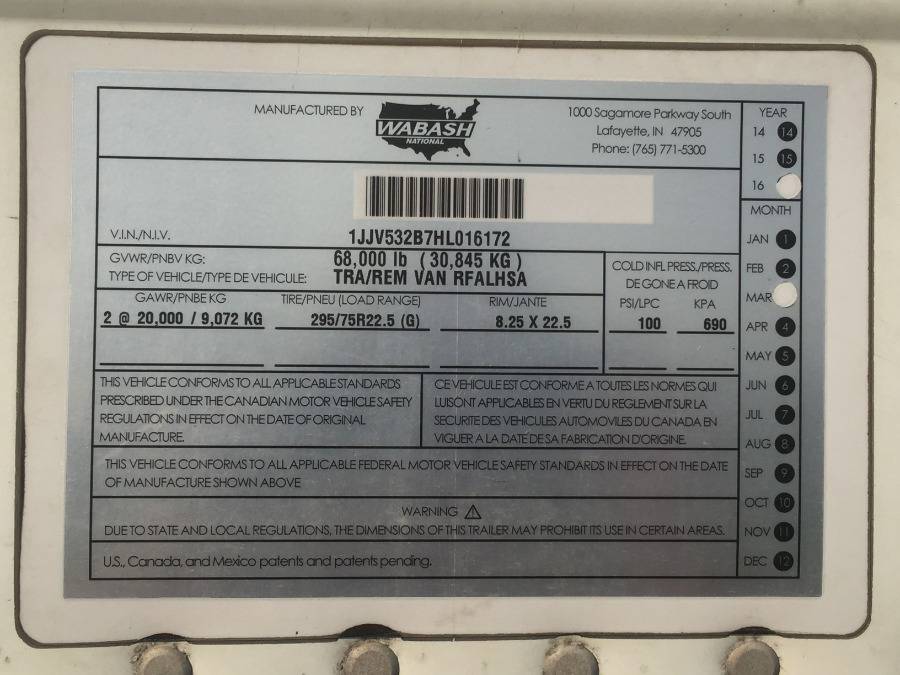 MANUFACTURED BY WABASH NATIONAL
1000 Sagamore Parkway South
Lafayette, IN 47905
Phone: (765) 771-5300
V.I.N./N.I.V. 1JJV532B7HL016172
GVWR/PNBV KG: 68,000 lb ( 30,845 KG )
TYPE OF VEHICLE/TYPE DE VEHICULE: TRA/REM VAN RFALHSA
COLD INFL PRESS./PRESS.
DE GONE A FROID
GAWR/PNBE KG TIRE/PNEU (LOAD RANGE) RIM/JANTE PSI/LPC KPA
2 @ 20,000 / 9,072 KG 295/75R22.5 (G) 8.25 X 22.5 100 690
THIS VEHICLE CONFORMS TO ALL APPLICABLE STANDARDS
PRESCRIBED UNDER THE CANADIAN MOTOR VEHICLE SAFETY
REGULATIONS IN EFFECT ON THE DATE OF ORIGINAL
MANUFACTURE.
CE VEHICULE EST CONFORME A TOUTES LES NORMES QUI
LUISONT APPLICABLES EN VERTU DU REGLEMENT SUR LA
SECURITE DES VEHICULES AUTOMOVILES DU CANADA EN
VIGUER A LA DATE DE SA FABRICATION D'ORIGINE.
THIS VEHICLE CONFORMS TO ALL APPLICABLE FEDERAL MOTOR VEHICLE SAFETY STANDARDS IN EFFECT ON THE DATE
OF MANUFACTURE SHOWN ABOVE
WARNING
DUE TO STATE AND LOCAL REGULATIONS, THE DIMENSIONS OF THIS TRAILER MAY PROHIBIT ITS USE IN CERTAIN AREAS.
U.S., Canada, and Mexico patents and patents pending.
YEAR
14 14
15 15
16
MONTH
JAN 1
FEB 2
MAR
APR 4
MAY 5
JUN 6
JUL 7
AUG 8
SEP 9
OCT 10
NOV 11
DEC 12